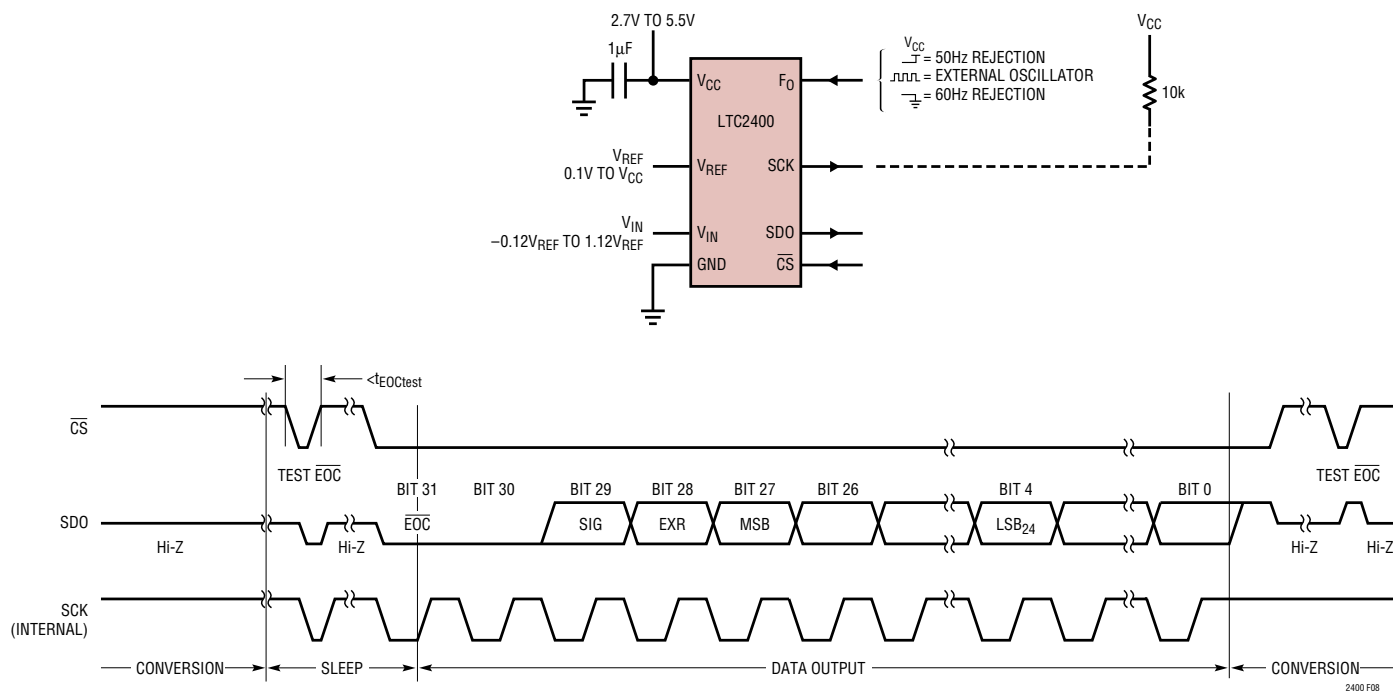 2.7V TO 5.5V
1µF
VCC
VCC
= 50Hz REJECTION
= EXTERNAL OSCILLATOR
= 60Hz REJECTION
10k
VCC
FO
LTC2400
VREF
0.1V TO VCC
VREF
SCK
VIN
–0.12VREF TO 1.12VREF
VIN
SDO
GND
CS
<tEOCtest
CS
TEST EOC
TEST EOC
BIT 31
BIT 30
BIT 29
BIT 28
BIT 27
BIT 26
BIT 4
BIT 0
SDO
EOC
SIG
EXR
MSB
LSB24
Hi-Z
Hi-Z
Hi-Z
Hi-Z
SCK
(INTERNAL)
CONVERSION
SLEEP
DATA OUTPUT
CONVERSION
2400 F08